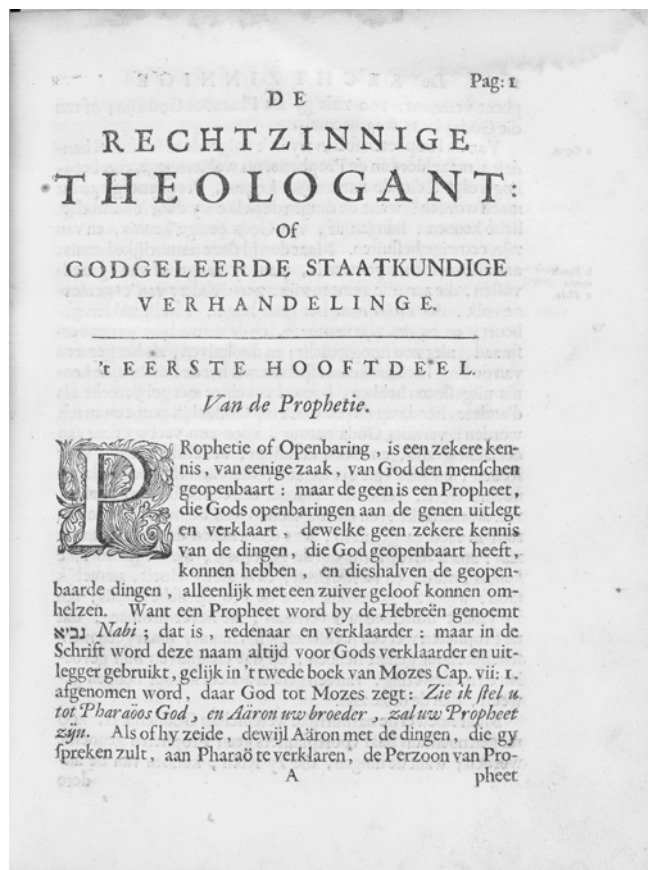 Pag: 1
DE
RECHTZINNIGE
THEOLOGANT:
Of
GODGELEERDE STAATKUNDIGE
VERHANDELINGE.
't EERSTE HOOFTDEEL.
Van de Prophetie.
PRophetie of Openbaring, is een zekere ken-
nis, van eenige zaak, van God den menſchen
geopenbaart: maar de geen is een Propheet,
die Gods openbaringen aan de genen uitlegt
en verklaart, dewelke geen zekere kennis
van de dingen, die God geopenbaart heeft,
konnen hebben, en dieshalven de geopen-
baarde dingen, alleenlijk met een zuiver geloof konnen om-
helzen. Want een Propheet word by de Hebreën genoemt
נביא Nabi; dat is, redenaar en verklaarder: maar in de
Schrift word deze naam altijd voor Gods verklaarder en uit-
legger gebruikt, gelijk in 't twede boek van Mozes Cap. vii: 1.
afgenomen word, daar God tot Mozes zegt: Zie ik ſtel u
tot Pharaöos God, en Aäron uw broeder, zal uw Propheet
zijn. Als of hy zeide, dewijl Aäron met de dingen, die gy
ſpreken zult, aan Pharaö te verklaren, de Perzoon van Pro-
A pheet